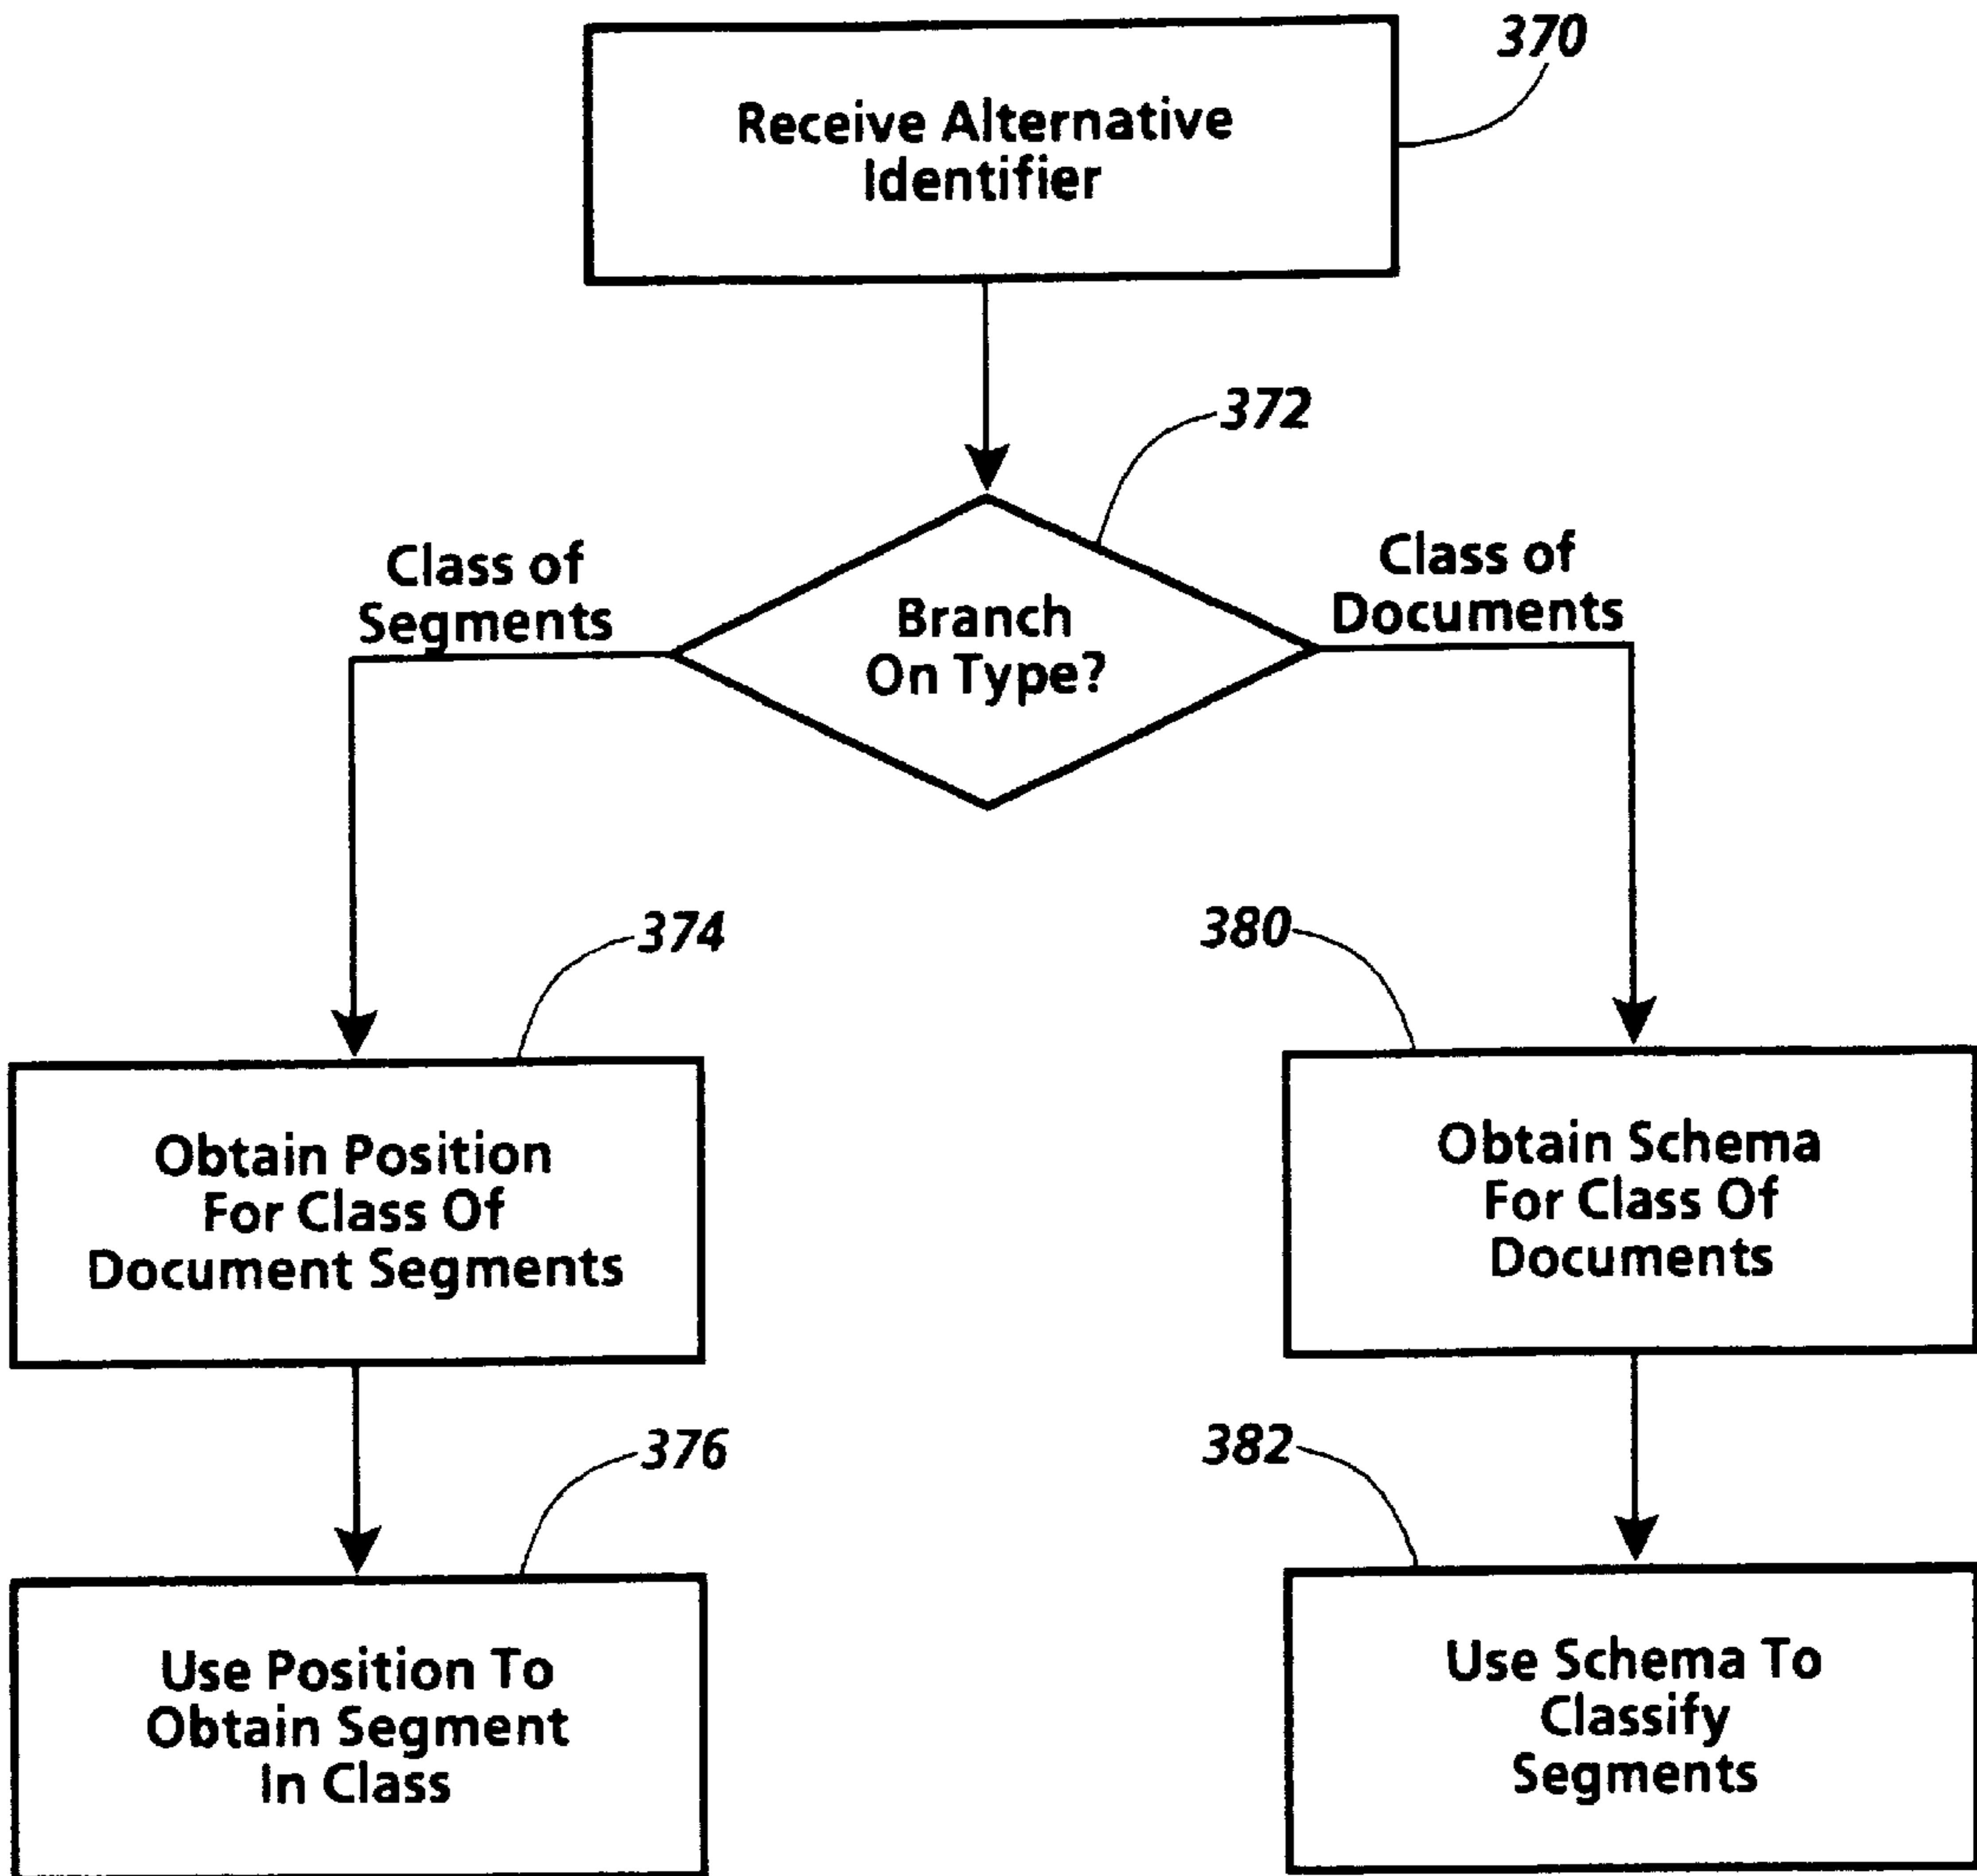 370
Receive Alternative
Identifier
372
Class of
Segments
Branch
On Type?
Class of
Documents
374
380
Obtain Position
For Class Of
Document Segments
Obtain Schema
For Class Of
Documents
376
382
Use Position To
Obtain Segment
In Class
Use Schema To
Classify
Segments